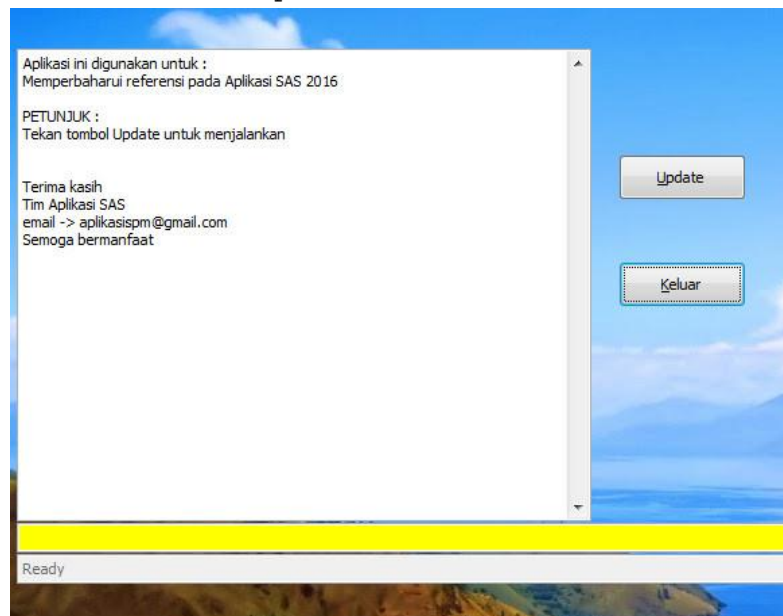 Aplikasi ini digunakan untuk :
Memperbaharui referensi pada Aplikasi SAS 2016
PETUNJUK :
Tekan tombol Update untuk menjalankan
Terima kasih
Tim Aplikasi SAS
email -> aplikasispm@gmail.com
Semoga bermanfaat
Update
Keluar
Ready